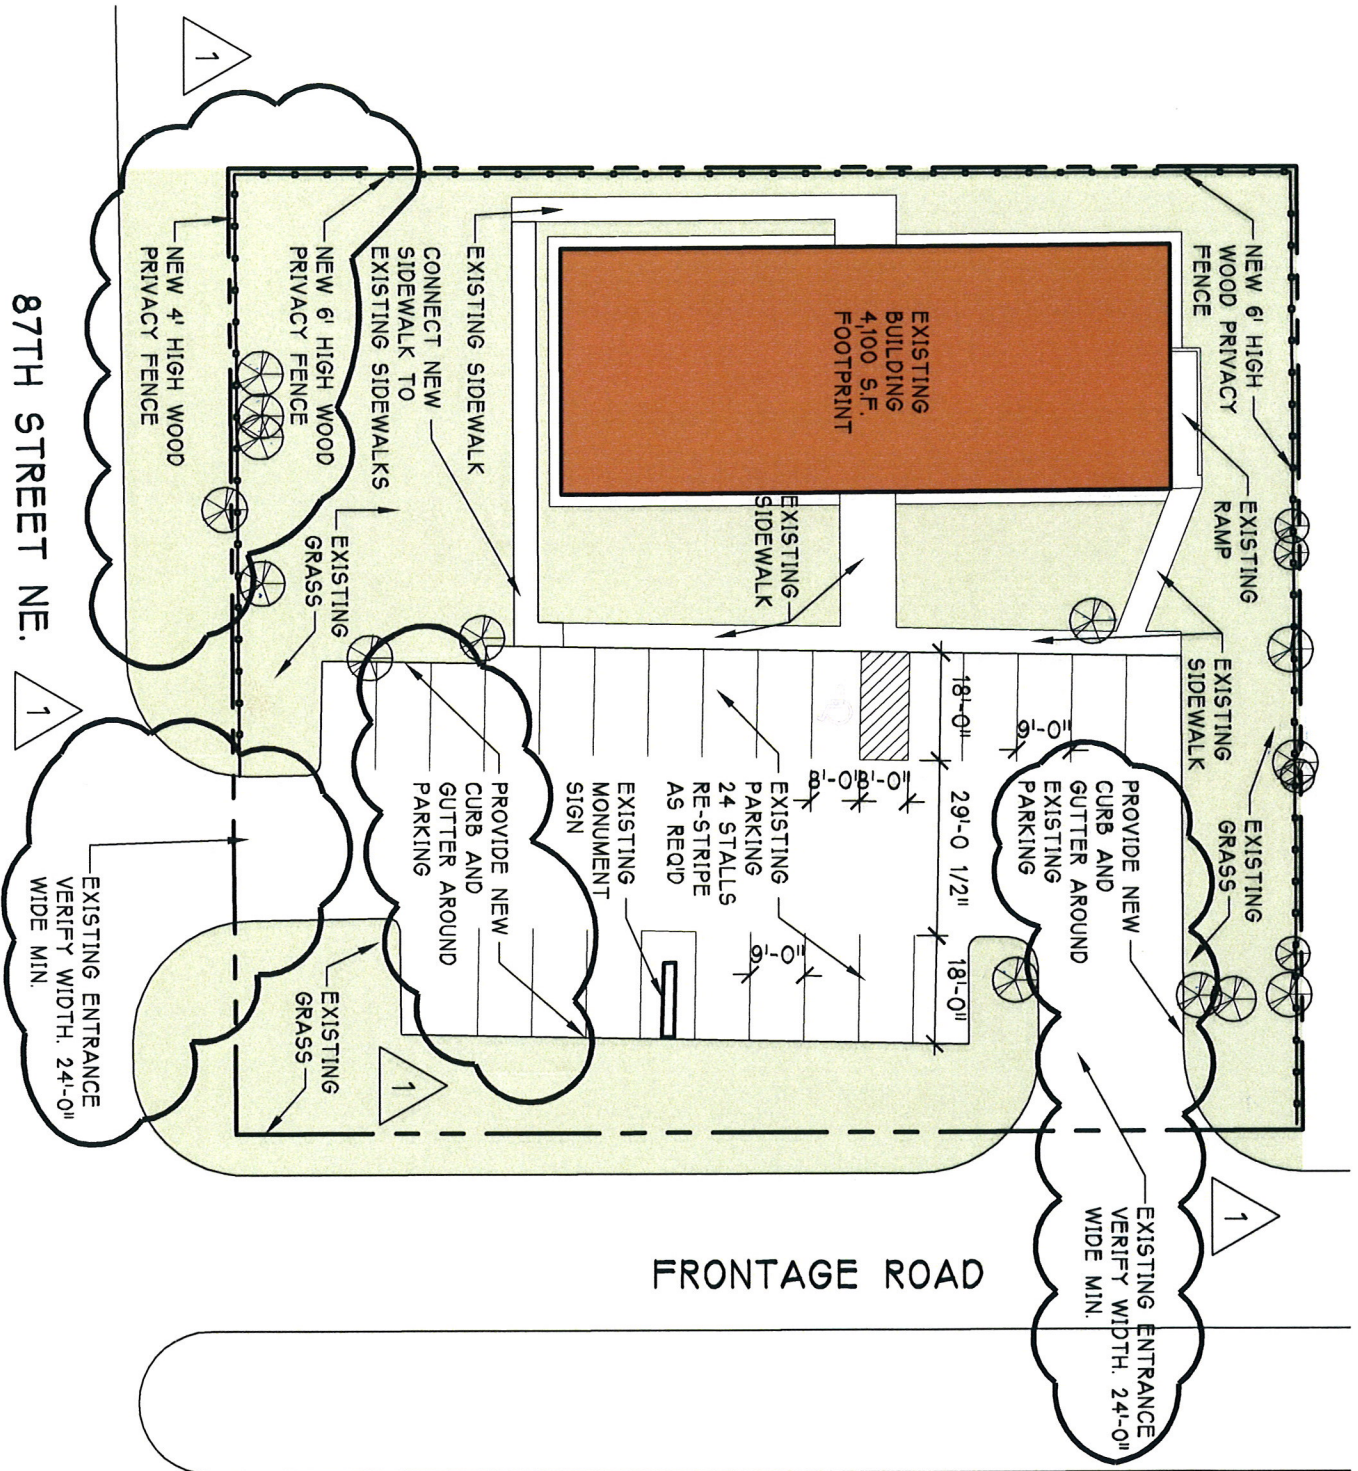 1
NEW 6' HIGH
WOOD PRIVACY
FENCE
EXISTING
RAMP
EXISTING
SIDEWALK
EXISTING
GRASS
EXISTING
BUILDING
4,100 S.F.
FOOTPRINT
EXISTING
SIDEWALK
EXISTING SIDEWALK
CONNECT NEW
SIDEWALK TO
EXISTING SIDEWALKS
NEW 6' HIGH WOOD
PRIVACY FENCE
NEW 4' HIGH WOOD
PRIVACY FENCE
EXISTING
GRASS
87TH STREET NE.
1
18'-0"
29'-0 1/2"
18'-0"
9'-0"
8'-0"
8'-0"
9'-0"
PROVIDE NEW
CURB AND
GUTTER AROUND
EXISTING
PARKING
EXISTING
PARKING
24 STALLS
RE-STRIPE
AS REQ'D
EXISTING
MONUMENT
SIGN
PROVIDE NEW
CURB AND
GUTTER AROUND
PARKING
EXISTING ENTRANCE
VERIFY WIDTH. 24'-0"
WIDE MIN.
EXISTING
GRASS
1
1
EXISTING ENTRANCE
VERIFY WIDTH. 24'-0"
WIDE MIN.
FRONTAGE ROAD